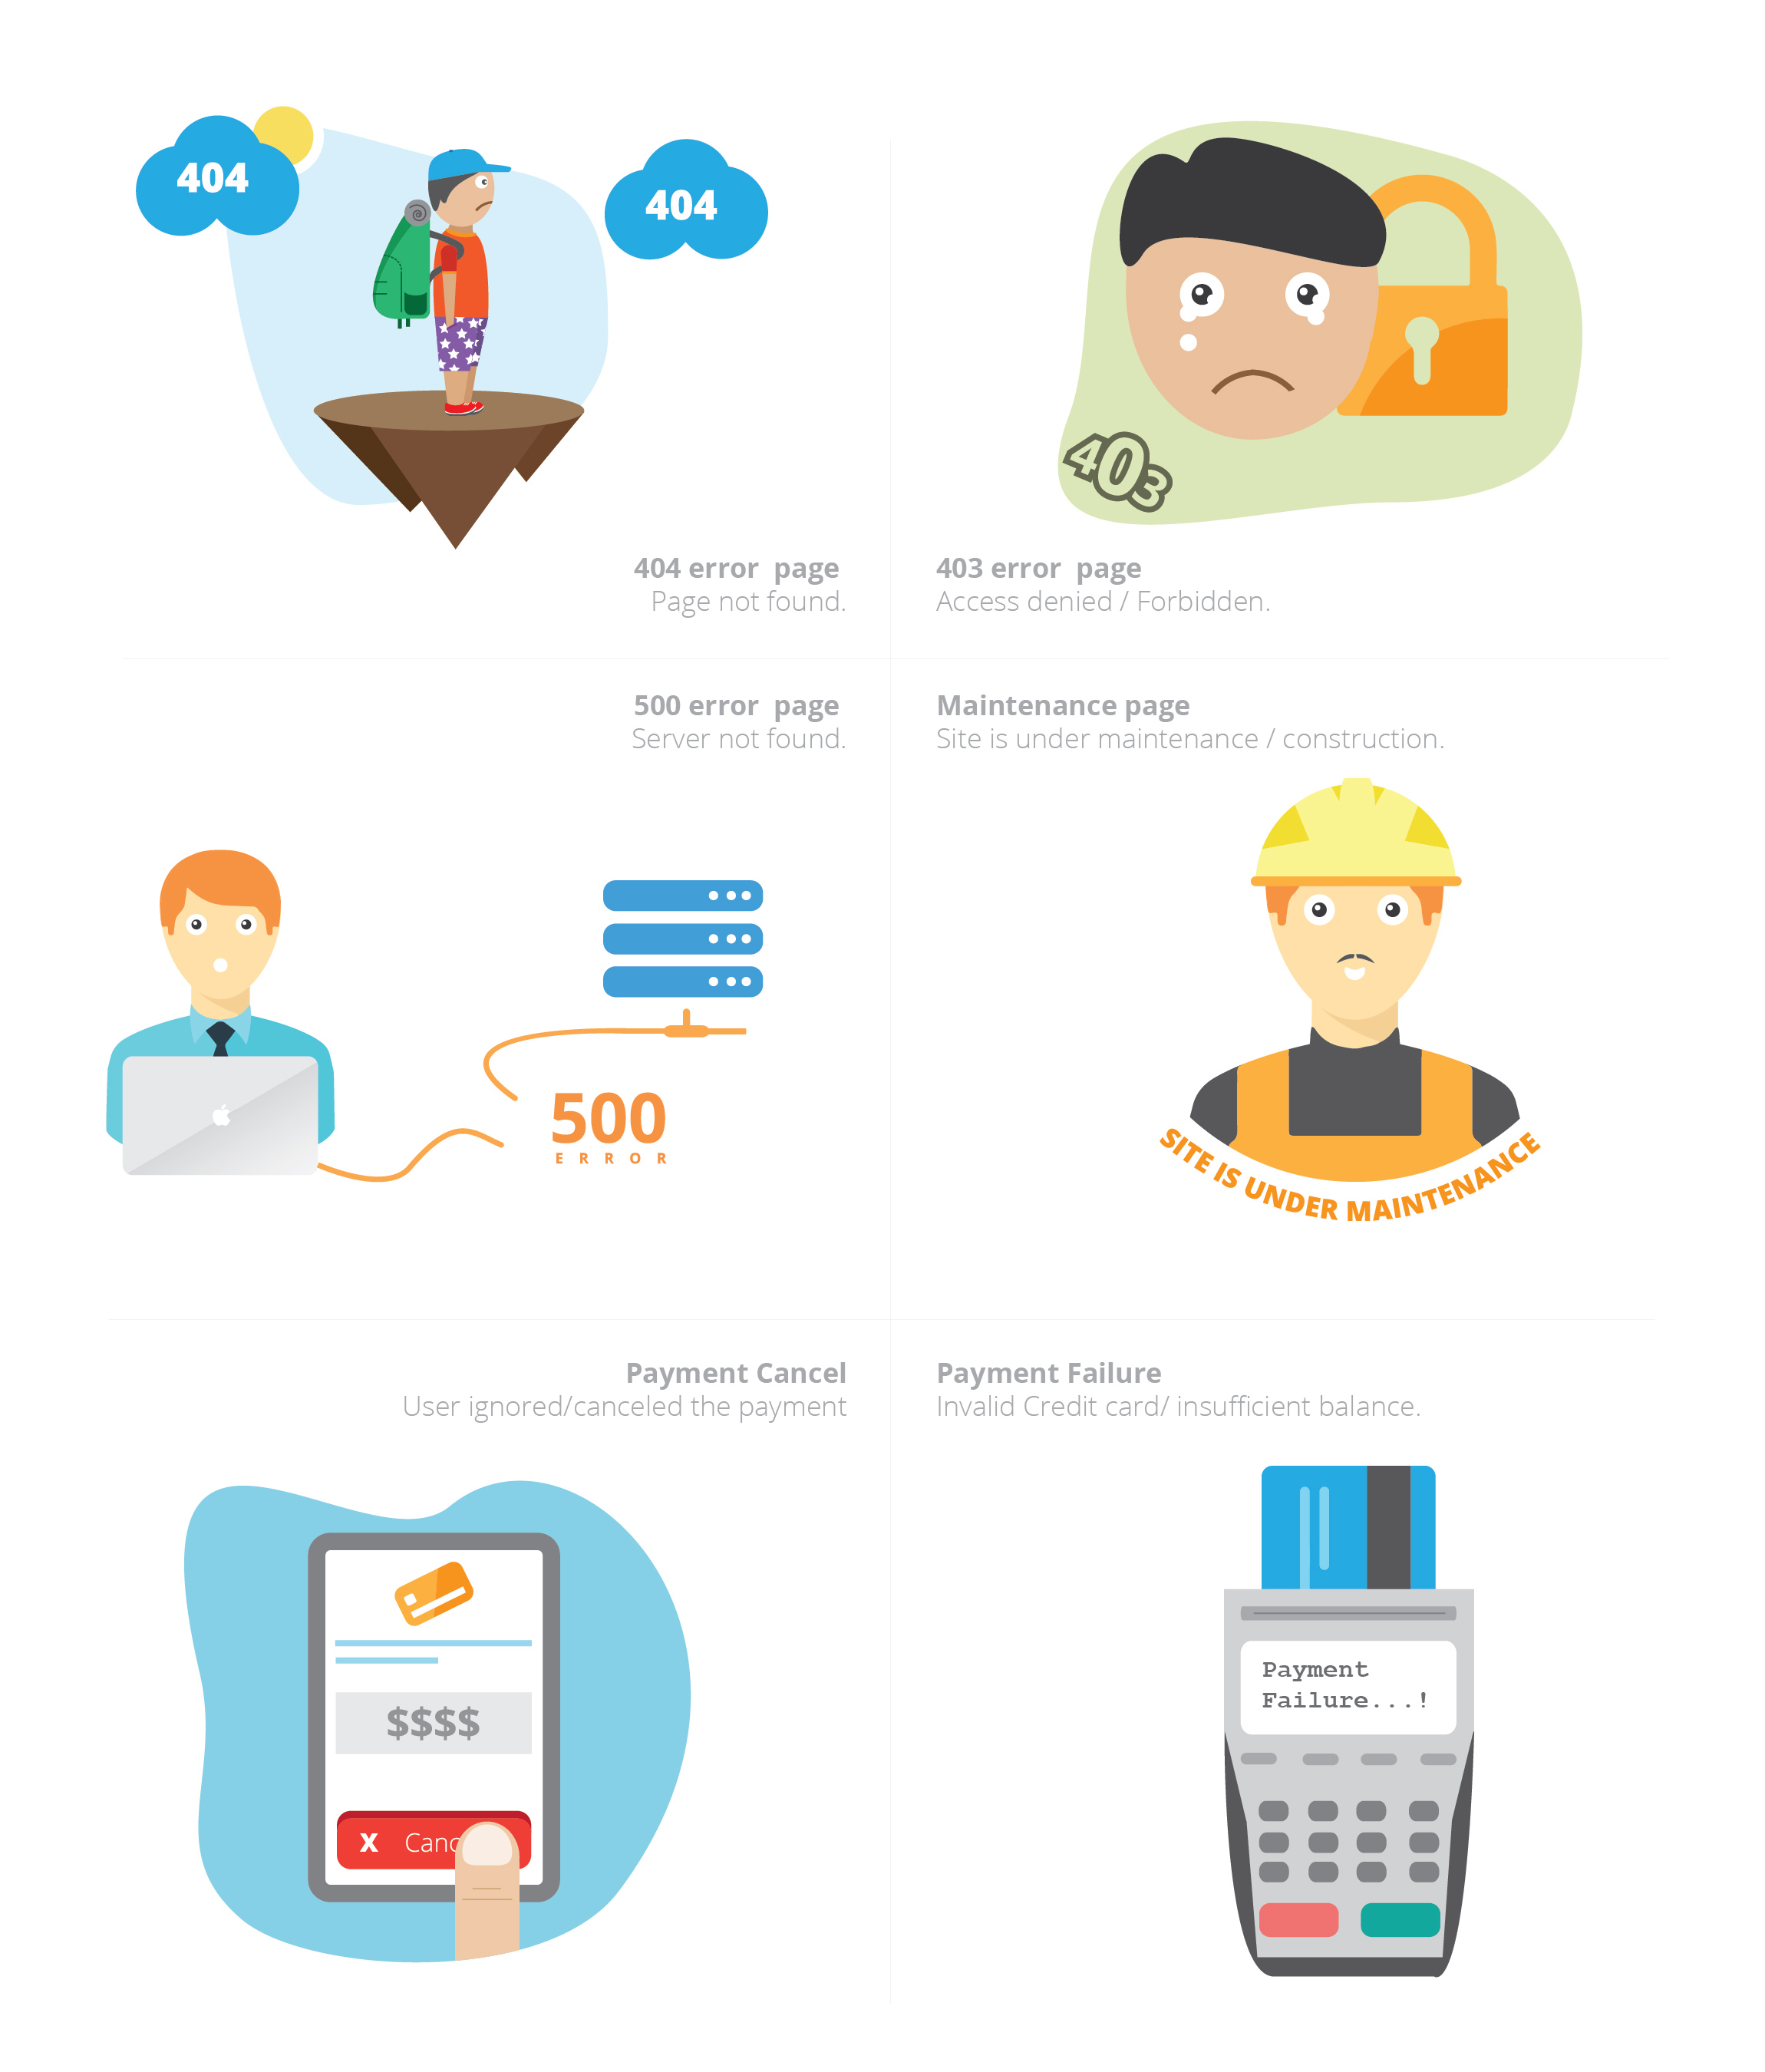 404
404
404 error  page
Page not found.
403
403 error  page
Access denied / Forbidden.
500 error  page
Server not found.
500
ERROR
Maintenance page
Site is under maintenance / construction.
SITE IS UNDER MAINTENANCE
Payment Cancel
User ignored/canceled the payment
$$$$
X Canc
Payment Failure
Invalid Credit card/ insufficient balance.
Payment
Failure...!